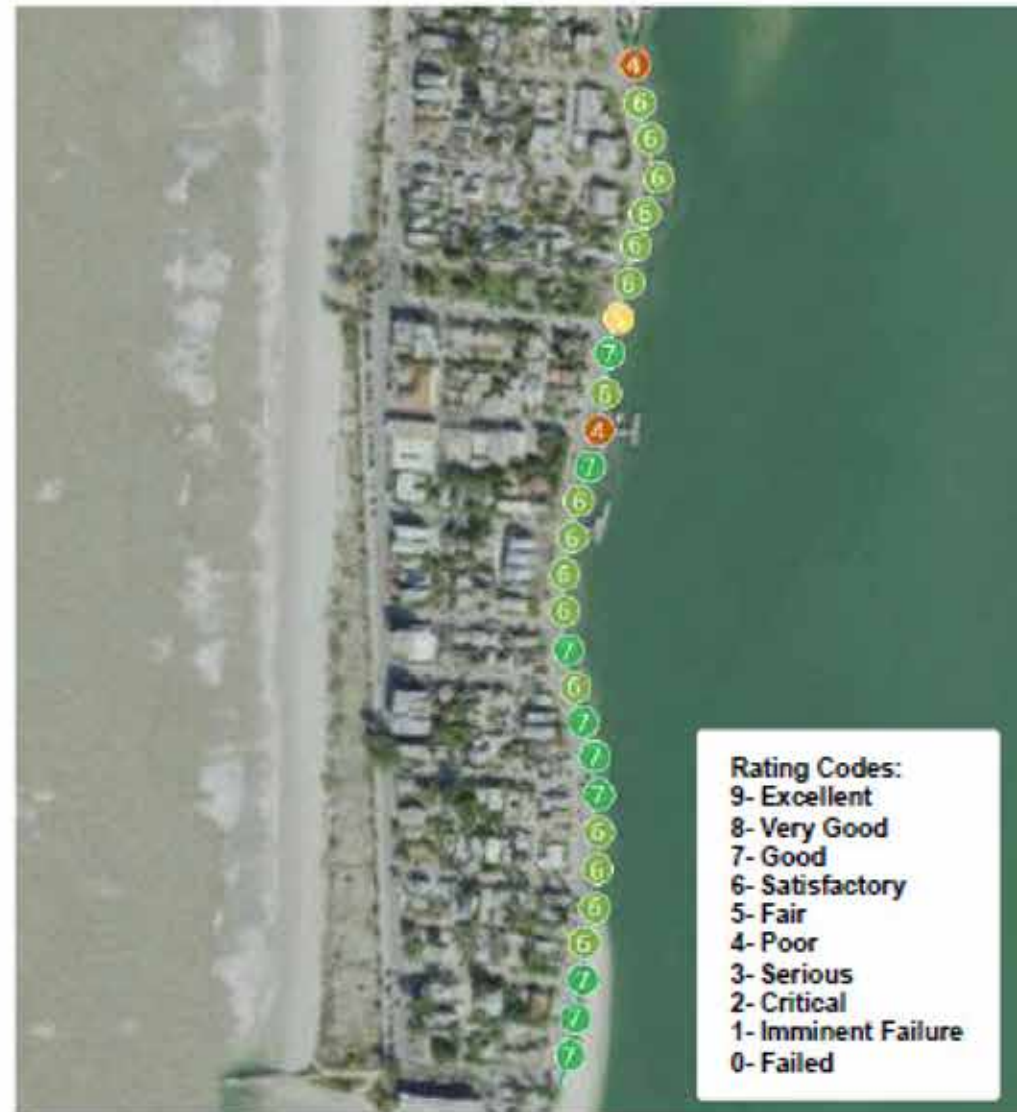 4
6
6
6
6
6
6
7
6
4
7
6
6
6
6
7
6
7
7
7
6
6
6
6
7
7
7
Rating Codes:
9- Excellent
8- Very Good
7- Good
6- Satisfactory
5- Fair
4- Poor
3- Serious
2- Critical
1- Imminent Failure
0- Failed